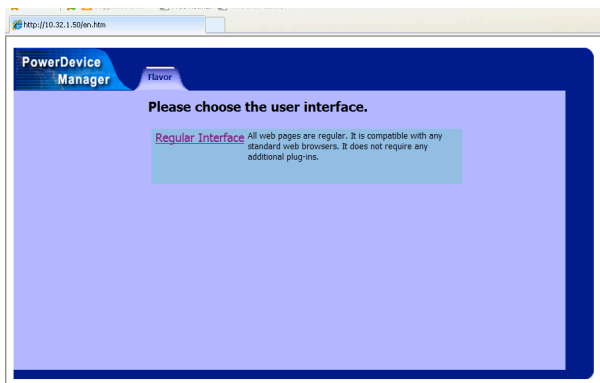 http://10.32.1.50/en.htm
PowerDevice
Manager
Flavor
Please choose the user interface.
Regular Interface All web pages are regular. It is compatible with any
standard web browsers. It does not require any
additional plug-ins.